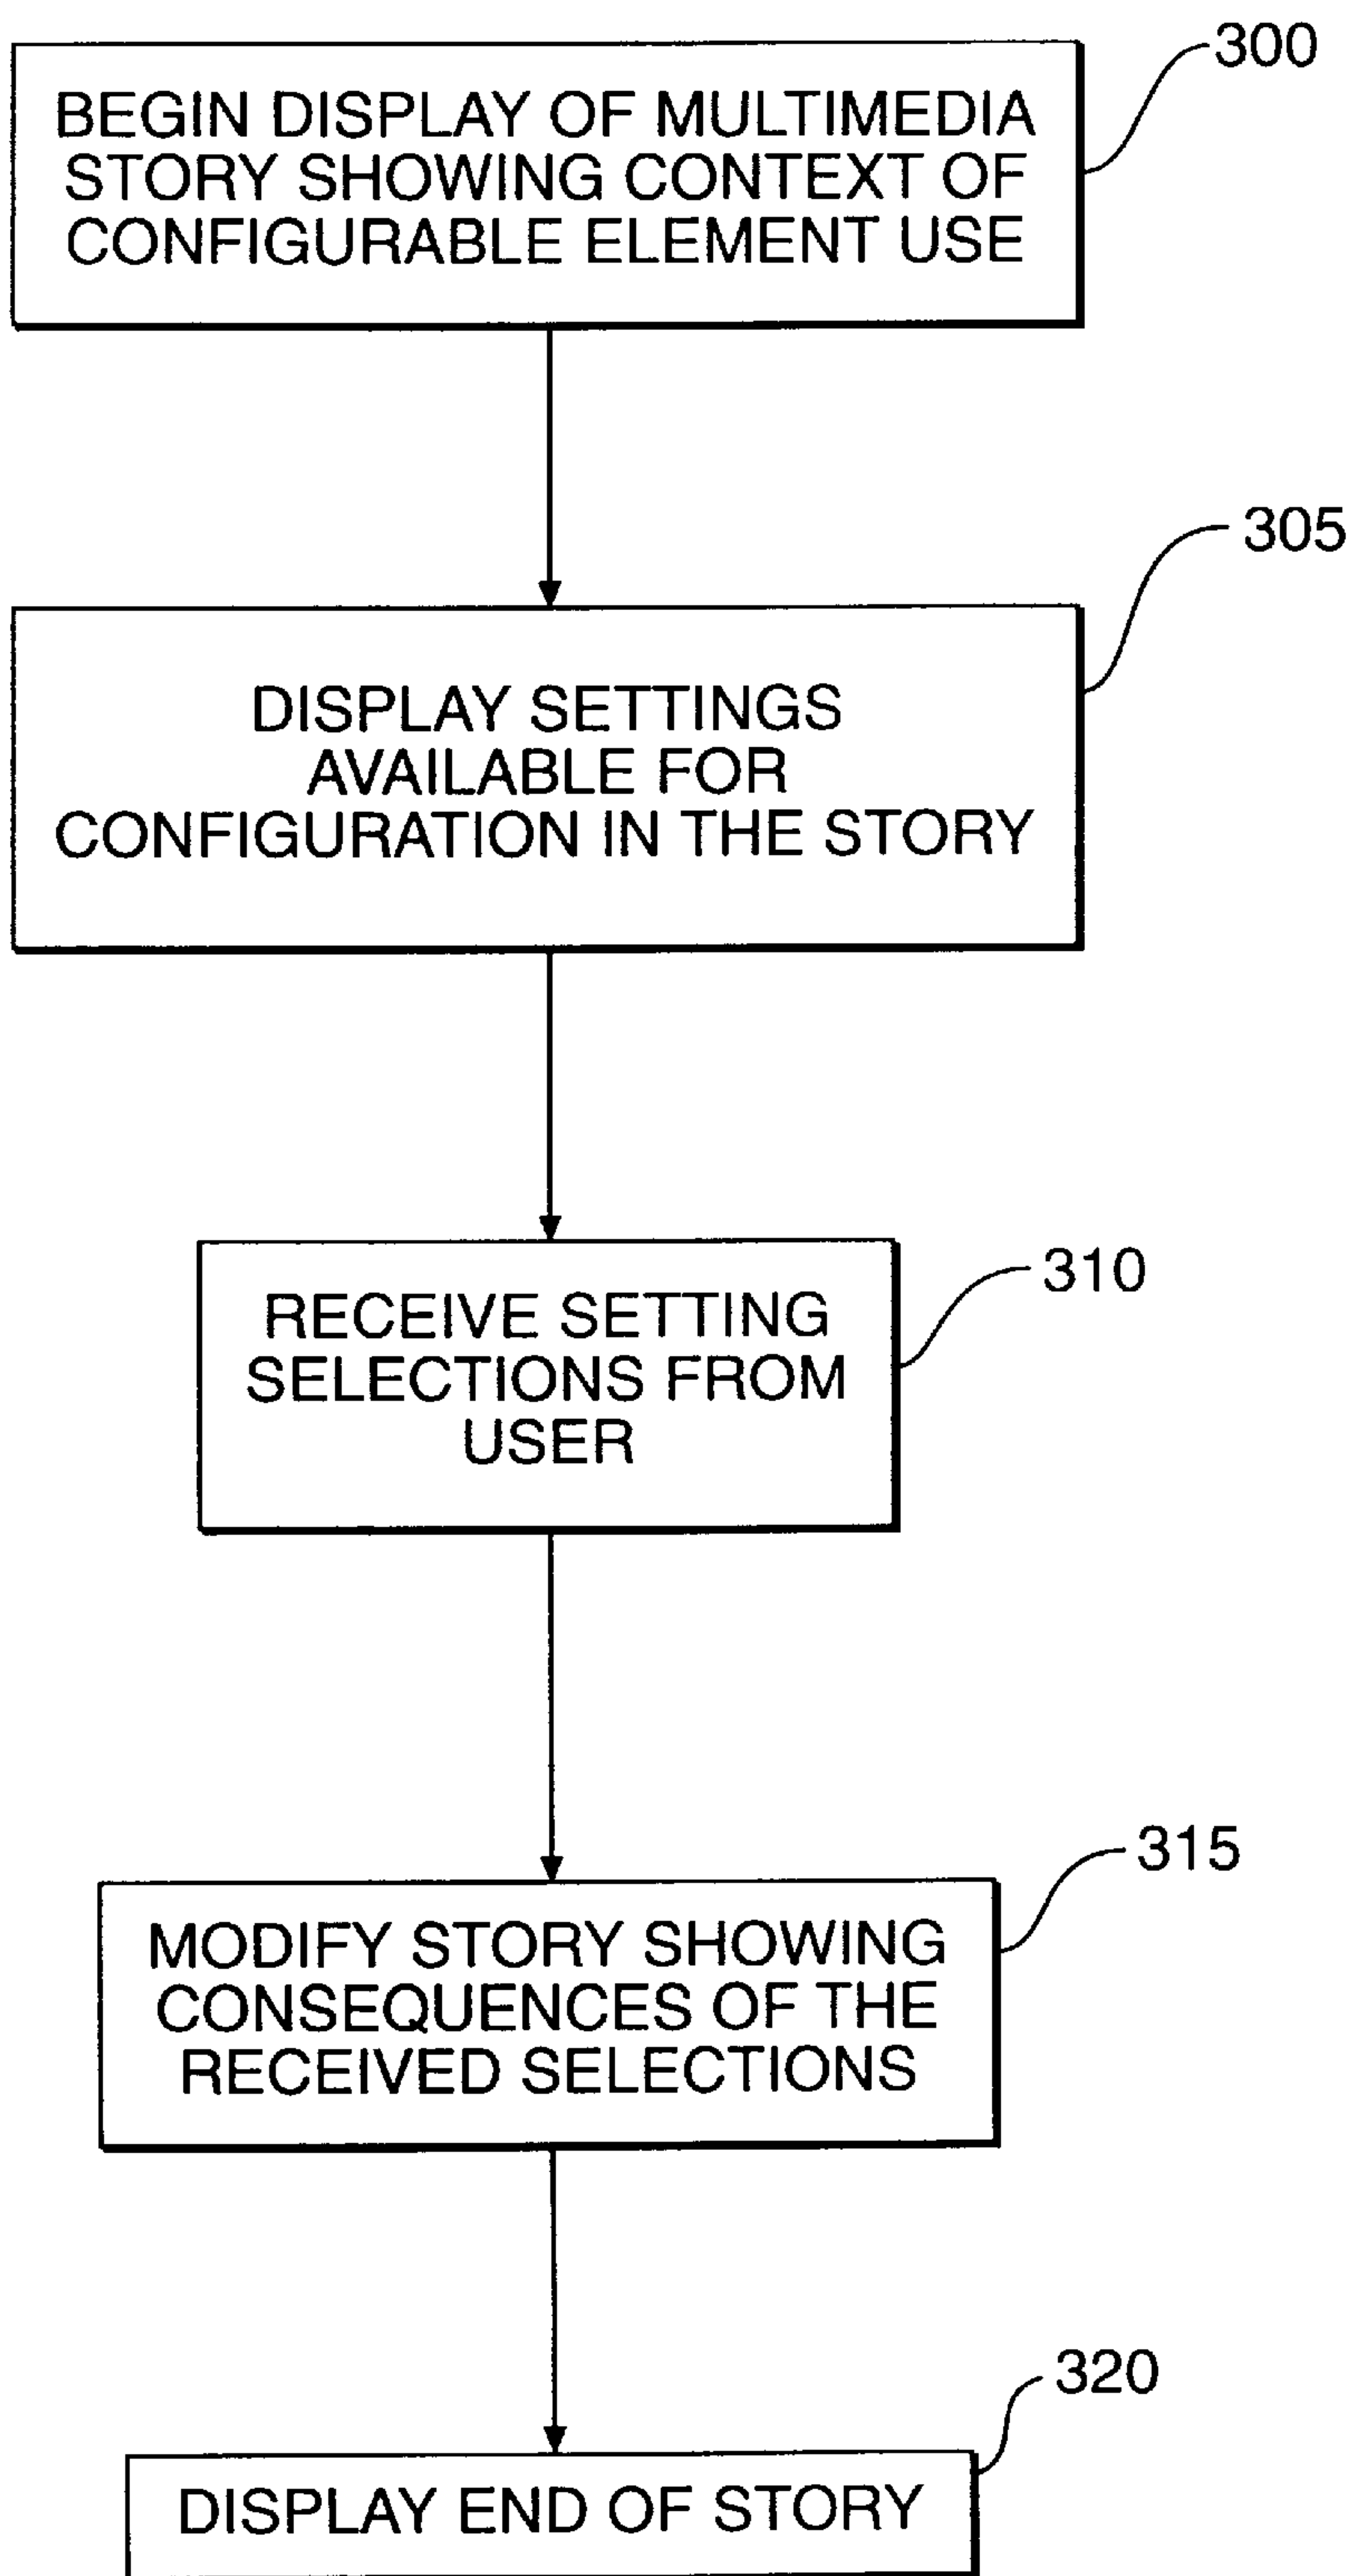 300
BEGIN DISPLAY OF MULTIMEDIA
STORY SHOWING CONTEXT OF
CONFIGURABLE ELEMENT USE
305
DISPLAY SETTINGS
AVAILABLE FOR
CONFIGURATION IN THE STORY
310
RECEIVE SETTING
SELECTIONS FROM
USER
315
MODIFY STORY SHOWING
CONSEQUENCES OF THE
RECEIVED SELECTIONS
320
DISPLAY END OF STORY